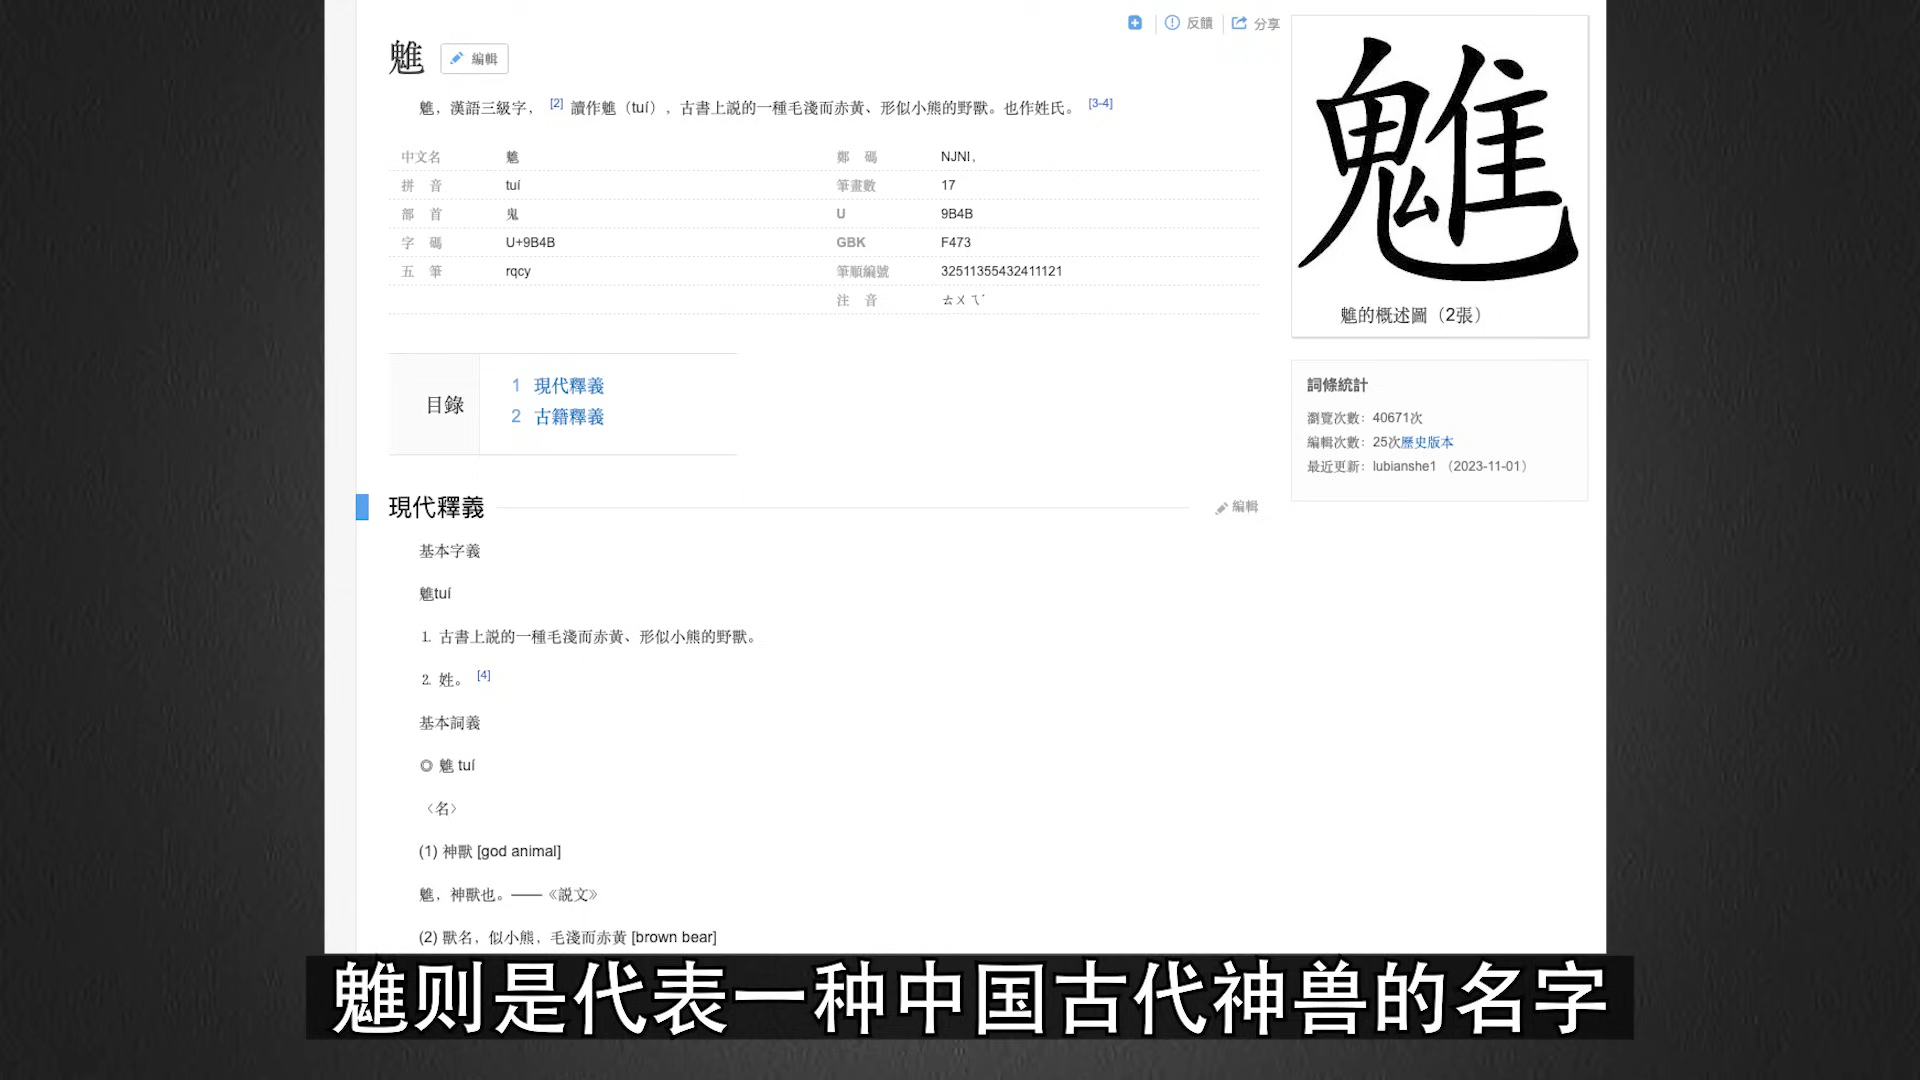 反饋 分享
魋 編輯
魋，漢語三級字， [2] 讀作魋（tuí），古書上説的一種毛淺而赤黃、形似小熊的野獸。也作姓氏。 [3-4]
中文名 魋 鄭 碼 NJNI，
拼 音 tuí 筆畫數 17
部 首 鬼 U 9B4B
字 碼 U+9B4B GBK F473
五 筆 rqcy 筆順編號 32511355432411121
注 音 ㄊㄨㄟˊ
魋
魋的概述圖（2張）
目錄
1 現代釋義
2 古籍釋義
詞條統計
瀏覽次數：40671次
編輯次數：25次歷史版本
最近更新：lubianshe1 （2023-11-01）
現代釋義 編輯
基本字義
魋tuí
1. 古書上説的一種毛淺而赤黃、形似小熊的野獸。
2. 姓。 [4]
基本詞義
◎ 魋 tuí
〈名〉
(1) 神獸 [god animal]
魋，神獸也。——《説文》
(2) 獸名，似小熊，毛淺而赤黃 [brown bear]
魋则是代表一种中国古代神兽的名字